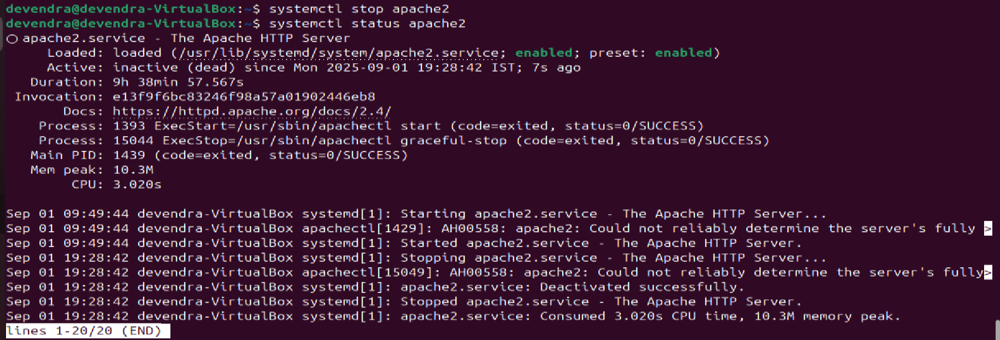 devendra@devendra-VirtualBox:~$ systemctl stop apache2
devendra@devendra-VirtualBox:~$ systemctl status apache2
○ apache2.service - The Apache HTTP Server
     Loaded: loaded (/usr/lib/systemd/system/apache2.service; enabled; preset: enabled)
     Active: inactive (dead) since Mon 2025-09-01 19:28:42 IST; 7s ago
   Duration: 9h 38min 57.567s
 Invocation: e13f9f6bc83246f98a57a01902446eb8
       Docs: https://httpd.apache.org/docs/2.4/
    Process: 1393 ExecStart=/usr/sbin/apachectl start (code=exited, status=0/SUCCESS)
    Process: 15044 ExecStop=/usr/sbin/apachectl graceful-stop (code=exited, status=0/SUCCESS)
   Main PID: 1439 (code=exited, status=0/SUCCESS)
   Mem peak: 10.3M
        CPU: 3.020s

Sep 01 09:49:44 devendra-VirtualBox systemd[1]: Starting apache2.service - The Apache HTTP Server...
Sep 01 09:49:44 devendra-VirtualBox apachectl[1429]: AH00558: apache2: Could not reliably determine the server's fully >
Sep 01 09:49:44 devendra-VirtualBox systemd[1]: Started apache2.service - The Apache HTTP Server.
Sep 01 19:28:42 devendra-VirtualBox systemd[1]: Stopping apache2.service - The Apache HTTP Server...
Sep 01 19:28:42 devendra-VirtualBox apachectl[15049]: AH00558: apache2: Could not reliably determine the server's fully>
Sep 01 19:28:42 devendra-VirtualBox systemd[1]: apache2.service: Deactivated successfully.
Sep 01 19:28:42 devendra-VirtualBox systemd[1]: Stopped apache2.service - The Apache HTTP Server.
Sep 01 19:28:42 devendra-VirtualBox systemd[1]: apache2.service: Consumed 3.020s CPU time, 10.3M memory peak.
lines 1-20/20 (END)